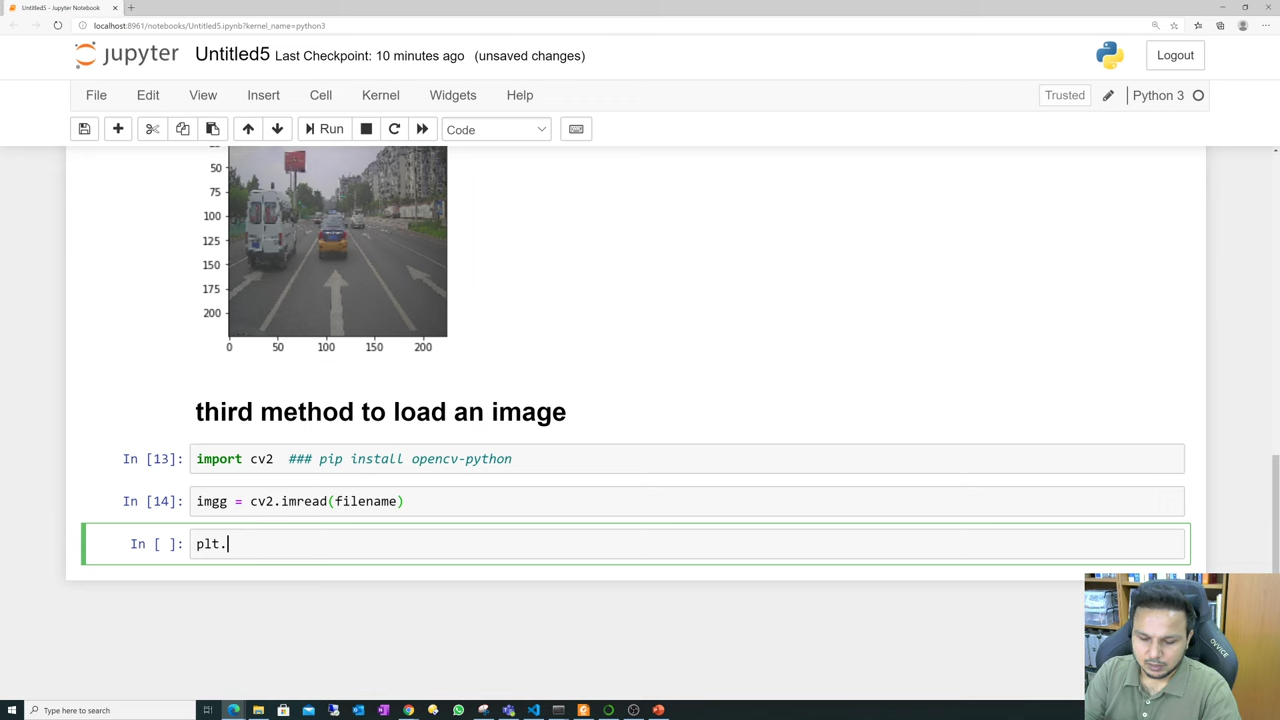 Untitled5 - Jupyter Notebook
localhost:8961/notebooks/Untitled5.ipynb?kernel_name=python3
jupyter Untitled5 Last Checkpoint: 10 minutes ago (unsaved changes) Logout
File Edit View Insert Cell Kernel Widgets Help Trusted Python 3
Run Code
50
75
100
125
150
175
200
0 50 100 150 200
third method to load an image
In [13]: import cv2 ### pip install opencv-python
In [14]: imgg = cv2.imread(filename)
In [ ]: plt.
OVVICE
Type here to search